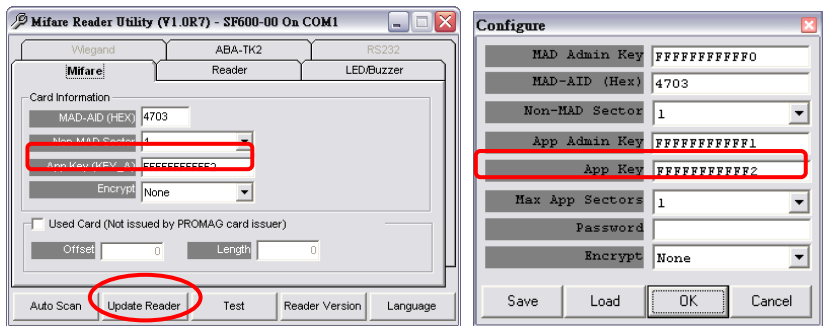 Mifare Reader Utility (V1.0R7) - SF600-00 On COM1
Wiegand ABA-TK2 RS232
Mifare Reader LED/Buzzer
Card Information
MAD-AID (HEX) 4703
Non-MAD Sector 1
App Key (KEY_A) FFFFFFFFFFF2
Encrypt None
Used Card (Not issued by PROMAG card issuer)
Offset 0 Length 0
Auto Scan Update Reader Test Reader Version Language
Configure
MAD Admin Key FFFFFFFFFFF0
MAD-AID (Hex) 4703
Non-MAD Sector 1
App Admin Key FFFFFFFFFFF1
App Key FFFFFFFFFFF2
Max App Sectors 1
Password
Encrypt None
Save Load OK Cancel